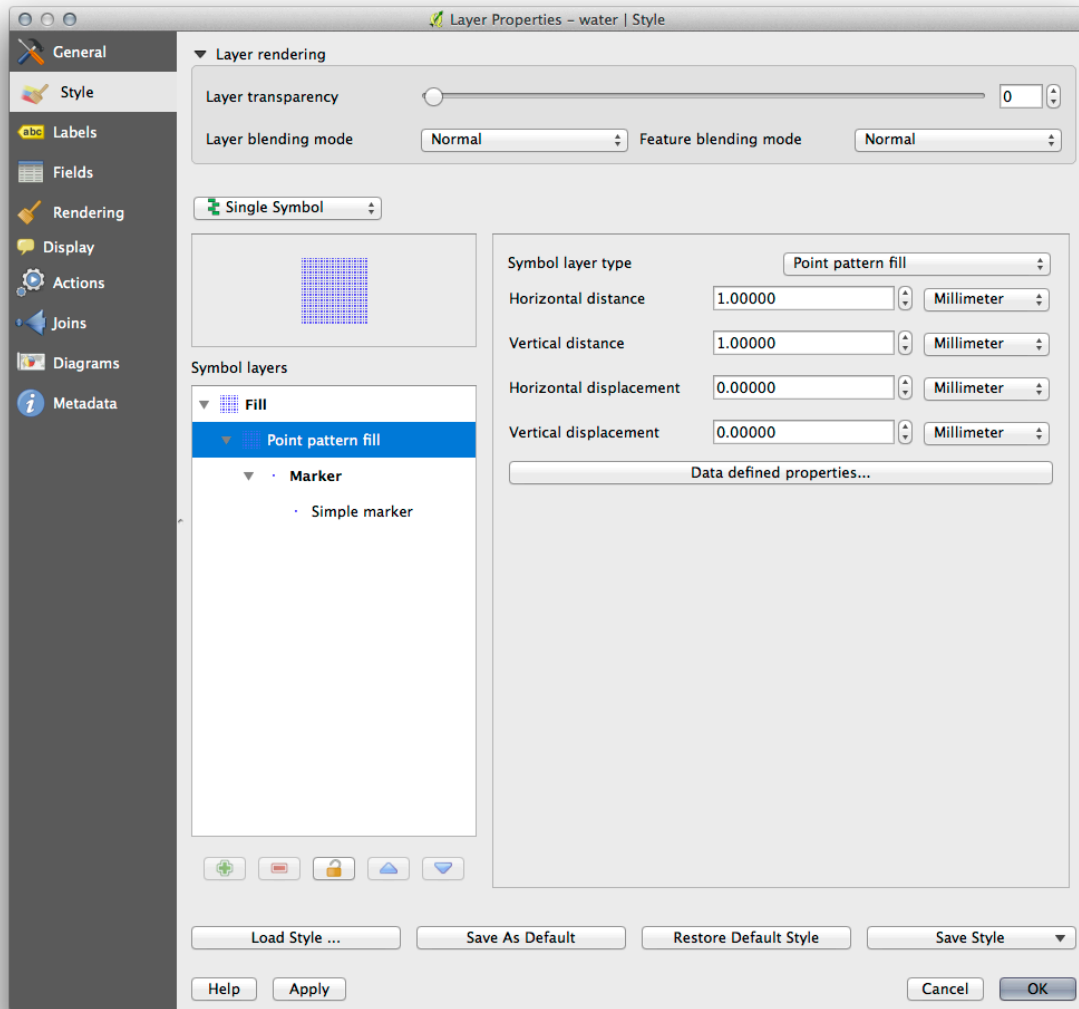 Layer Properties – water | Style
General
Style
abc Labels
Fields
Rendering
Display
Actions
Joins
Diagrams
Metadata
Layer rendering
Layer transparency 0
Layer blending mode Normal Feature blending mode Normal
Single Symbol
Symbol layers
Fill
Point pattern fill
Marker
Simple marker
Symbol layer type Point pattern fill
Horizontal distance 1.00000 Millimeter
Vertical distance 1.00000 Millimeter
Horizontal displacement 0.00000 Millimeter
Vertical displacement 0.00000 Millimeter
Data defined properties...
Load Style ... Save As Default Restore Default Style Save Style
Help Apply Cancel OK